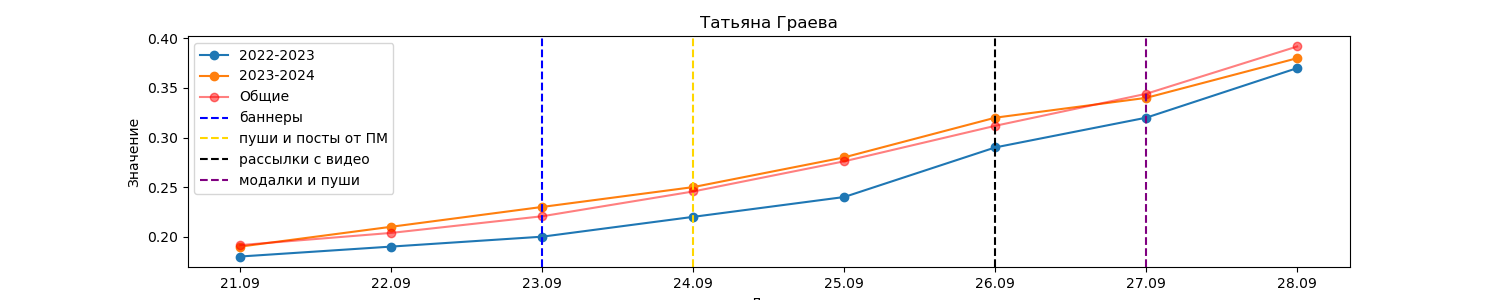 Татьяна Граева
Значение
0.40
0.35
0.30
0.25
0.20
2022-2023
2023-2024
Общие
баннеры
пуши и посты от ПМ
рассылки с видео
модалки и пуши
21.09 22.09 23.09 24.09 25.09 26.09 27.09 28.09